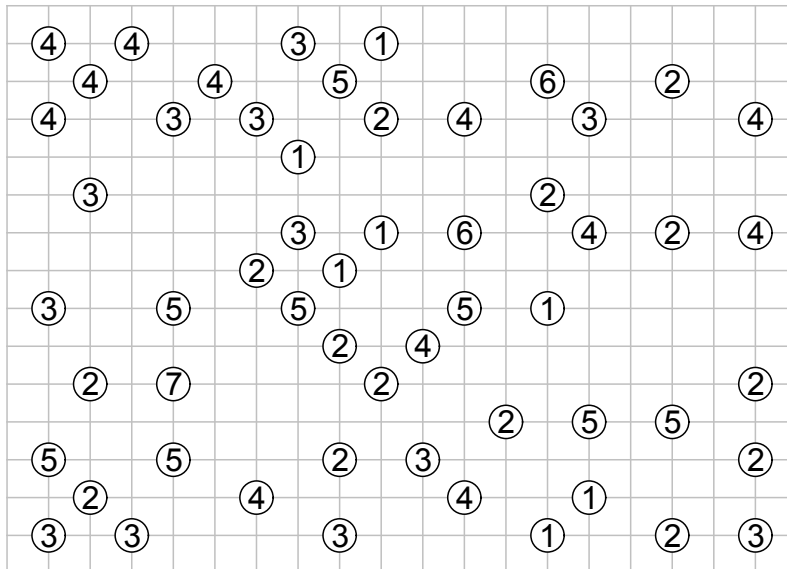 4 4 3 1
4 4 5 6 2
4 3 3 2 4 3 4
1
3 2
3 1 6 4 2 4
2 1
3 5 5 5 1
2 4
2 7 2 2
2 5 5
5 5 2 3 2
2 4 4 1
3 3 3 1 2 3